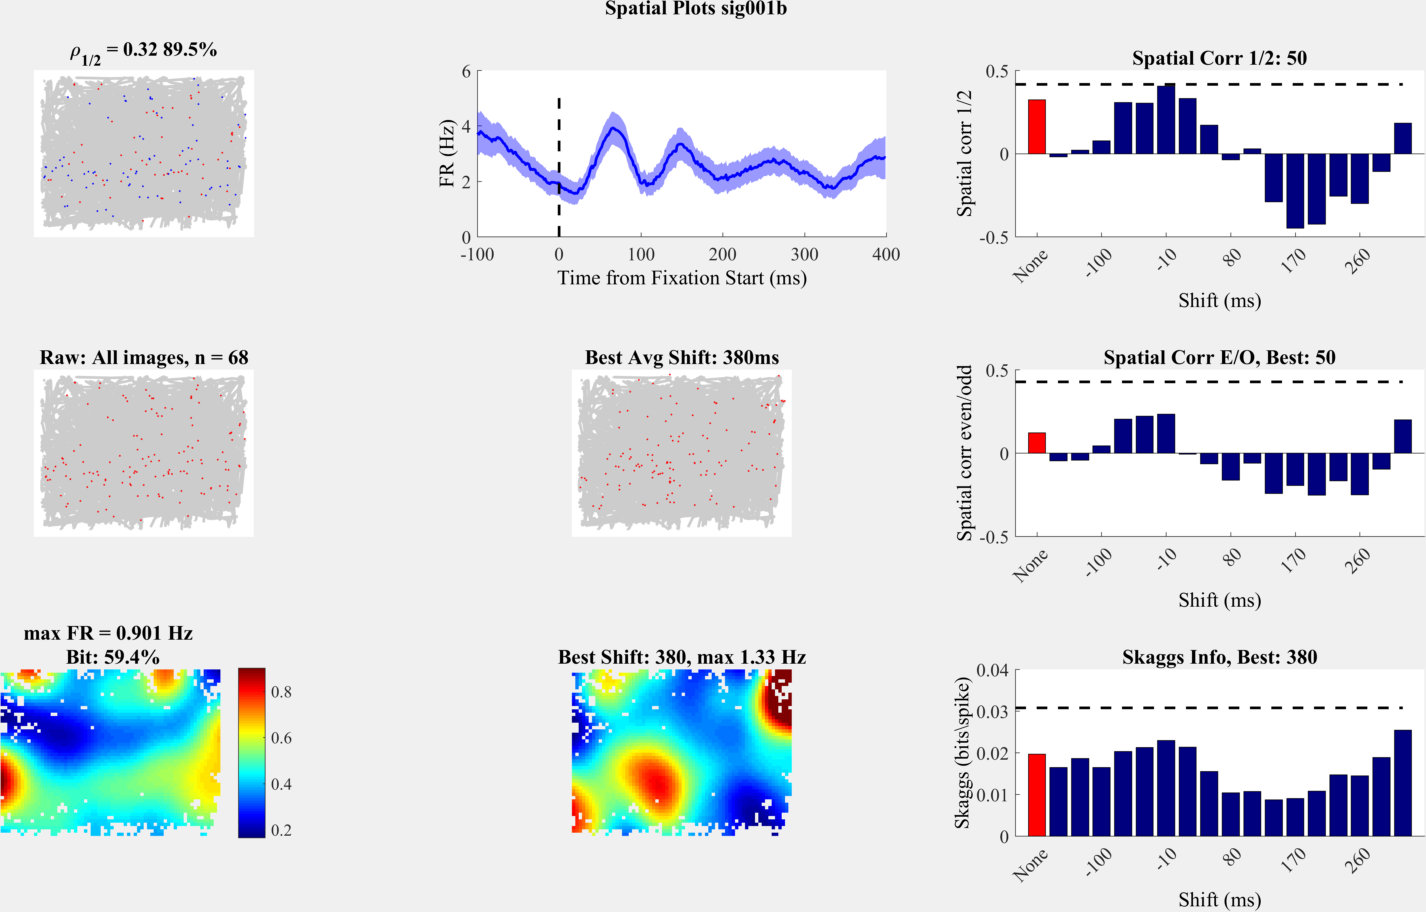 Spatial Plots sig001b
ρ1/2 = 0.32 89.5%
6
4
2
0
FR (Hz)
-100
0
100
200
300
400
Time from Fixation Start (ms)
Spatial Corr 1/2: 50
0.5
0
-0.5
Spatial corr 1/2
None
-100
-10
80
170
260
Shift (ms)
Raw: All images, n = 68
Best Avg Shift: 380ms
Spatial Corr E/O, Best: 50
0.5
0
-0.5
Spatial corr even/odd
None
-100
-10
80
170
260
Shift (ms)
max FR = 0.901 Hz
Bit: 59.4%
0.8
0.6
0.4
0.2
Best Shift: 380, max 1.33 Hz
Skaggs Info, Best: 380
0.04
0.03
0.02
0.01
0
Skaggs (bits\spike)
None
-100
-10
80
170
260
Shift (ms)